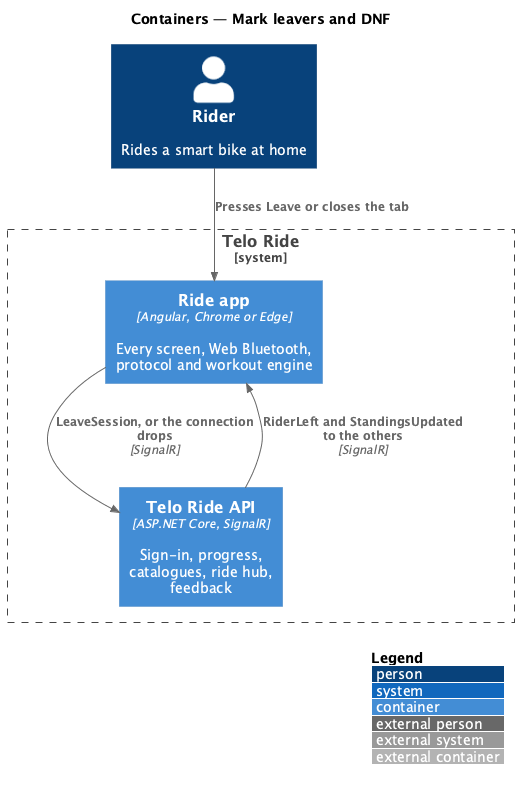 Containers — Mark leavers and DNF
Rider
Rides a smart bike at home
Presses Leave or closes the tab
Telo Ride
[system]
Ride app
[Angular, Chrome or Edge]
Every screen, Web Bluetooth,
protocol and workout engine
LeaveSession, or the connection
drops
[SignalR]
RiderLeft and StandingsUpdated
to the others
[SignalR]
Telo Ride API
[ASP.NET Core, SignalR]
Sign-in, progress,
catalogues, ride hub,
feedback
Legend
person
system
container
external person
external system
external container